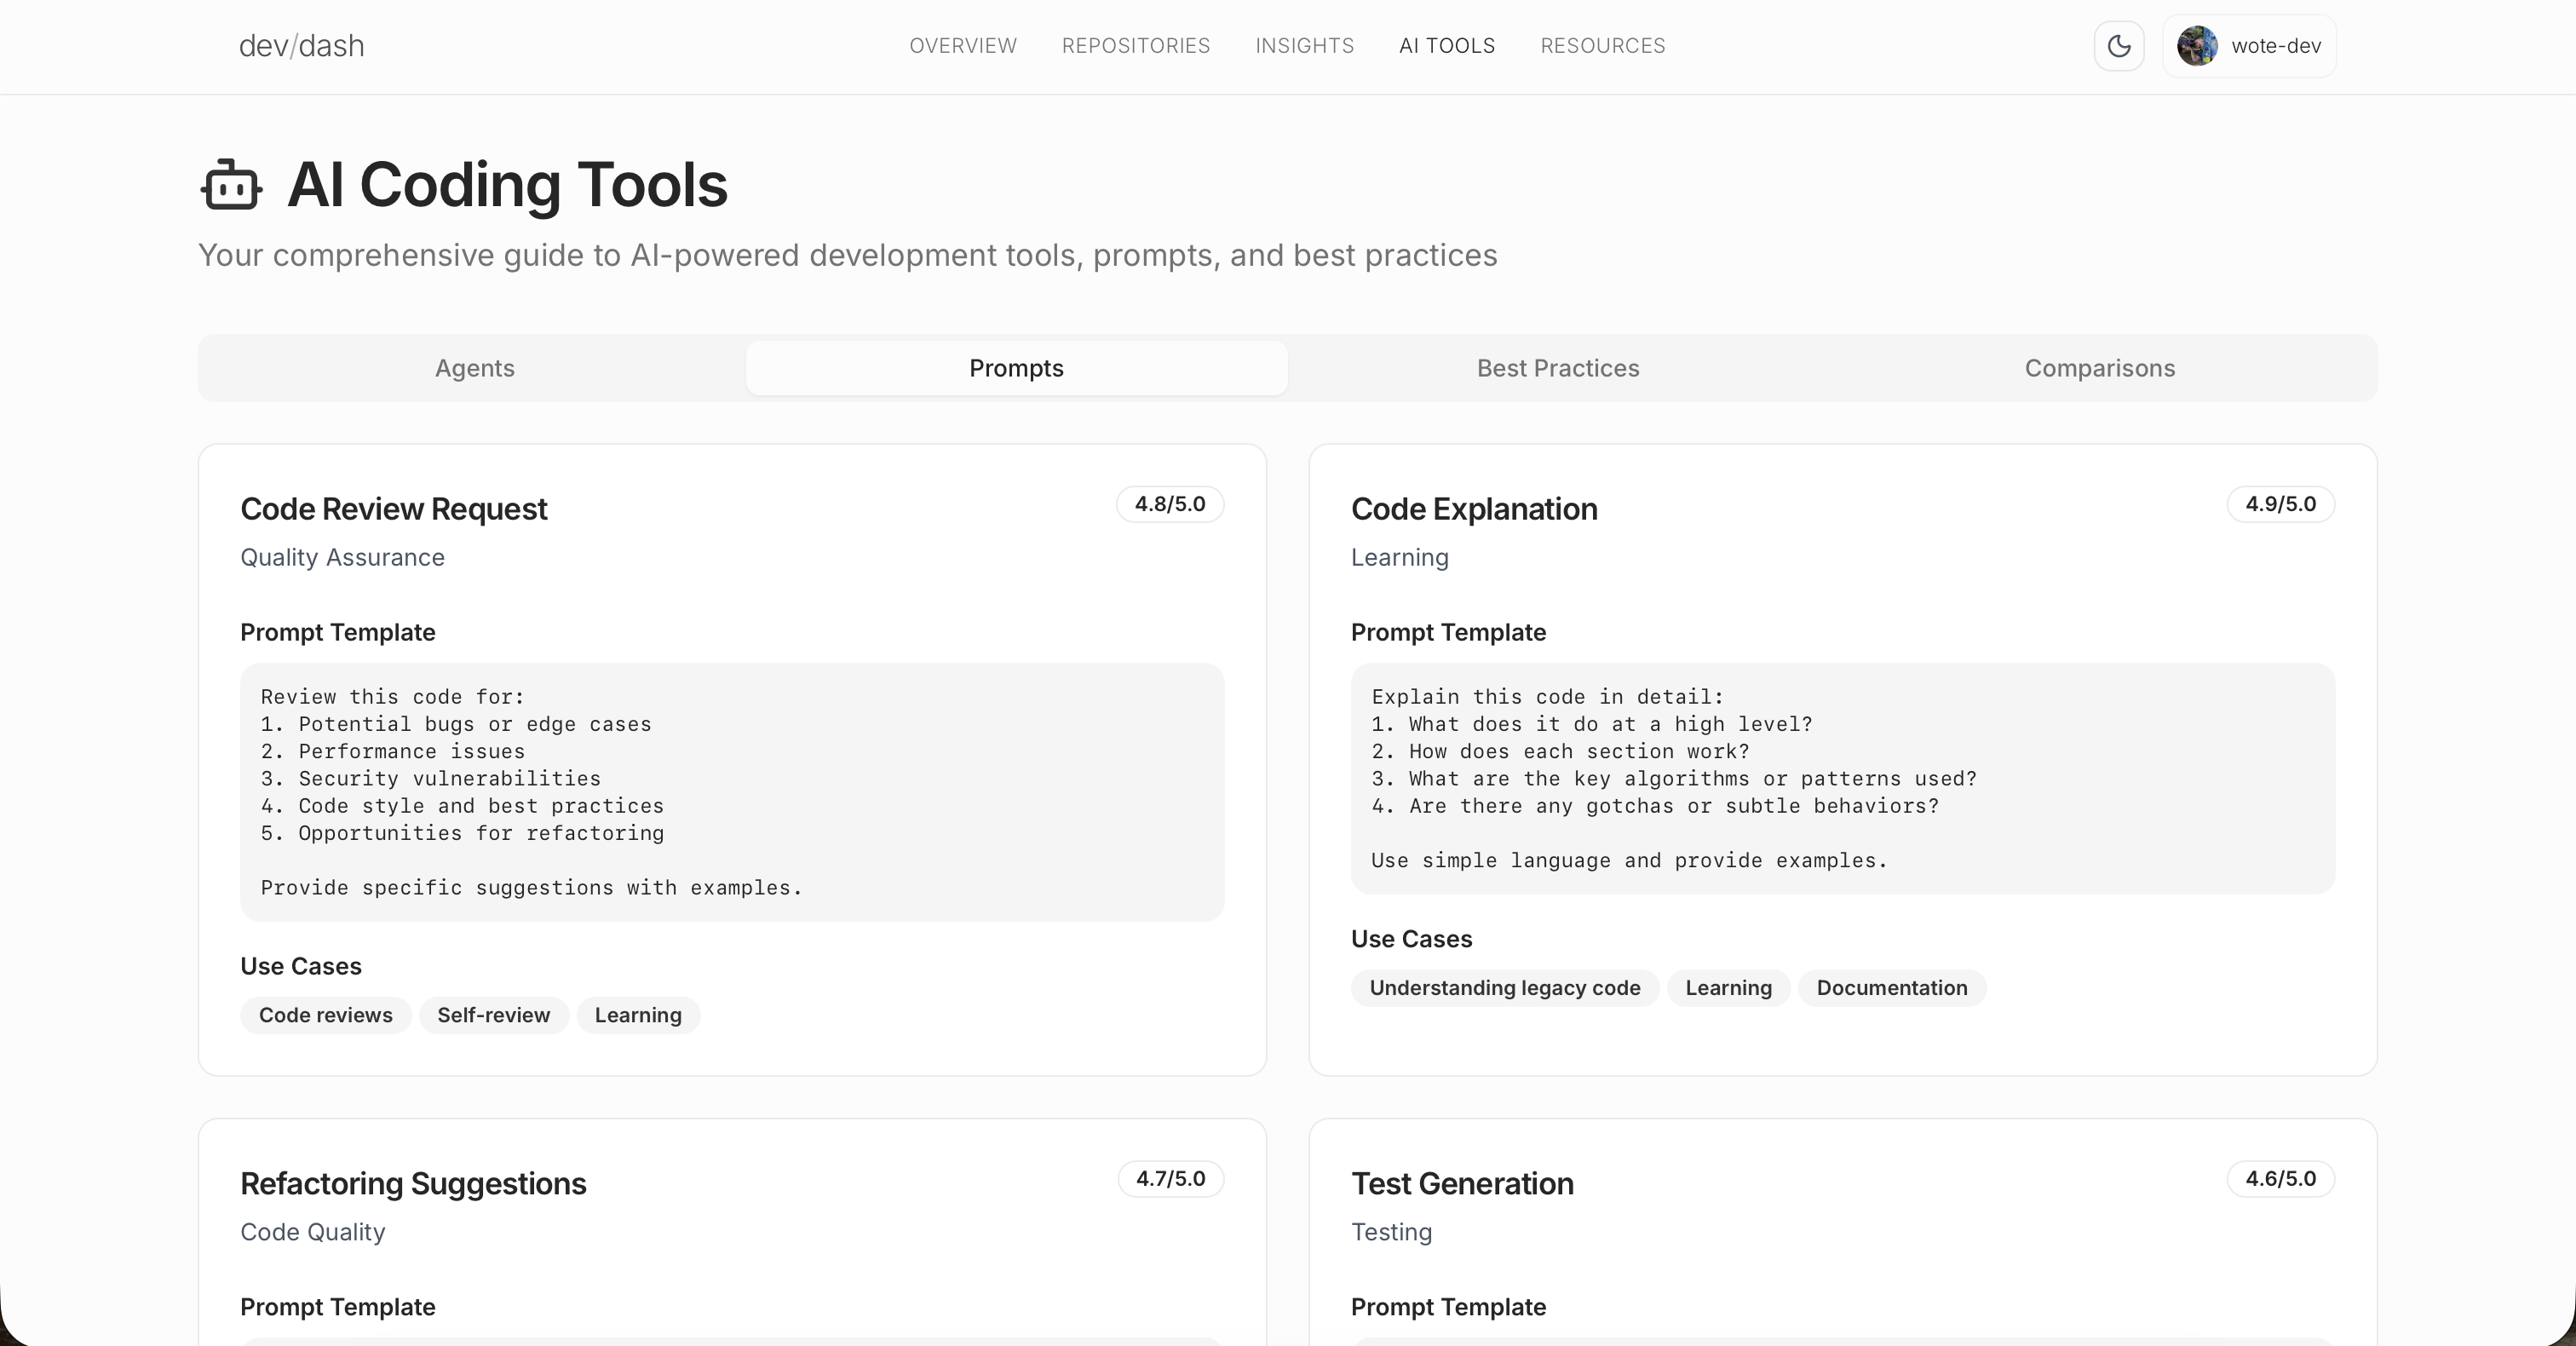 dev/dash
OVERVIEW
REPOSITORIES
INSIGHTS
AI TOOLS
RESOURCES
wote-dev
AI Coding Tools
Your comprehensive guide to AI-powered development tools, prompts, and best practices
Agents
Prompts
Best Practices
Comparisons
Code Review Request
4.8/5.0
Quality Assurance
Prompt Template
Review this code for:
1. Potential bugs or edge cases
2. Performance issues
3. Security vulnerabilities
4. Code style and best practices
5. Opportunities for refactoring
Provide specific suggestions with examples.
Use Cases
Code reviews
Self-review
Learning
Code Explanation
4.9/5.0
Learning
Prompt Template
Explain this code in detail:
1. What does it do at a high level?
2. How does each section work?
3. What are the key algorithms or patterns used?
4. Are there any gotchas or subtle behaviors?
Use simple language and provide examples.
Use Cases
Understanding legacy code
Learning
Documentation
Refactoring Suggestions
4.7/5.0
Code Quality
Prompt Template
Test Generation
4.6/5.0
Testing
Prompt Template